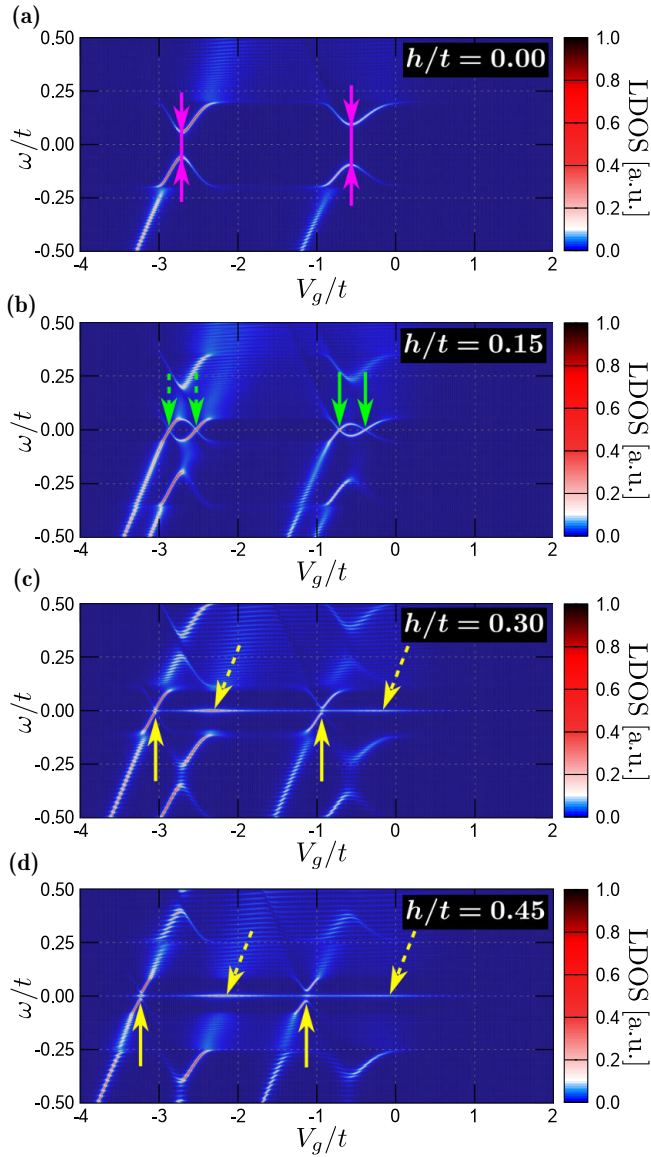 (a)
h/t = 0.00
0.50
0.25
0.00
-0.25
-0.50
ω/t
-4 -3 -2 -1 0 1 2
V_g/t
1.0
0.8
0.6
0.4
0.2
0.0
LDOS [a.u.]
(b)
h/t = 0.15
0.50
0.25
0.00
-0.25
-0.50
ω/t
-4 -3 -2 -1 0 1 2
V_g/t
1.0
0.8
0.6
0.4
0.2
0.0
LDOS [a.u.]
(c)
h/t = 0.30
0.50
0.25
0.00
-0.25
-0.50
ω/t
-4 -3 -2 -1 0 1 2
V_g/t
1.0
0.8
0.6
0.4
0.2
0.0
LDOS [a.u.]
(d)
h/t = 0.45
0.50
0.25
0.00
-0.25
-0.50
ω/t
-4 -3 -2 -1 0 1 2
V_g/t
1.0
0.8
0.6
0.4
0.2
0.0
LDOS [a.u.]